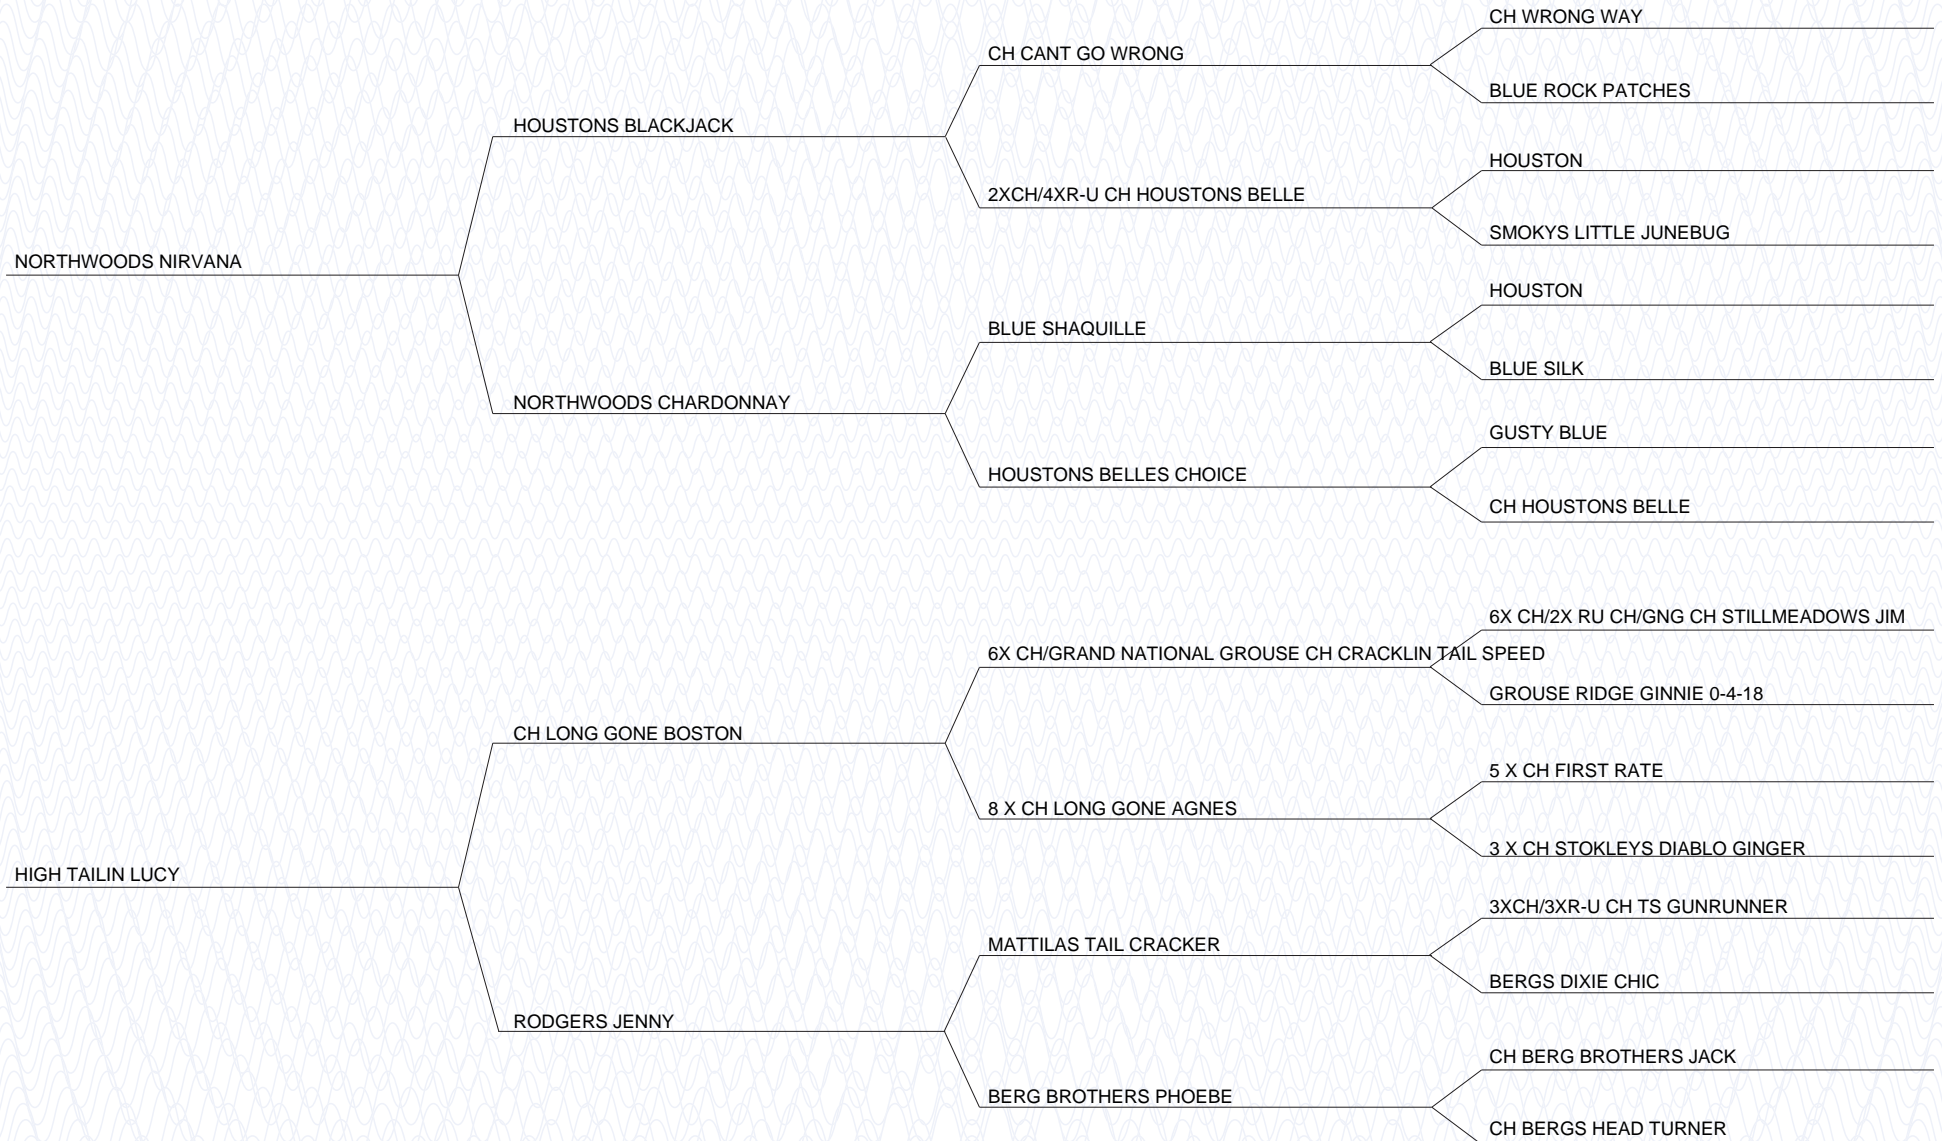 CH WRONG WAY
CH CANT GO WRONG
BLUE ROCK PATCHES
HOUSTONS BLACKJACK
HOUSTON
2XCH/4XR-U CH HOUSTONS BELLE
SMOKYS LITTLE JUNEBUG
NORTHWOODS NIRVANA
HOUSTON
BLUE SHAQUILLE
BLUE SILK
NORTHWOODS CHARDONNAY
GUSTY BLUE
HOUSTONS BELLES CHOICE
CH HOUSTONS BELLE
6X CH/2X RU CH/GNG CH STILLMEADOWS JIM
6X CH/GRAND NATIONAL GROUSE CH CRACKLIN TAIL SPEED
GROUSE RIDGE GINNIE 0-4-18
CH LONG GONE BOSTON
5 X CH FIRST RATE
8 X CH LONG GONE AGNES
3 X CH STOKLEYS DIABLO GINGER
HIGH TAILIN LUCY
3XCH/3XR-U CH TS GUNRUNNER
MATTILAS TAIL CRACKER
BERGS DIXIE CHIC
RODGERS JENNY
CH BERG BROTHERS JACK
BERG BROTHERS PHOEBE
CH BERGS HEAD TURNER